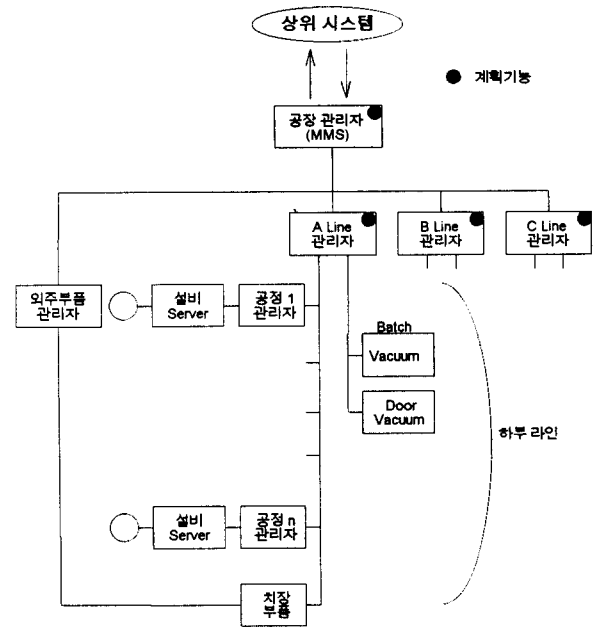 상위 시스템
계획기능
공장 관리자
(MMS)
A Line
관리자
B Line
관리자
C Line
관리자
외주부품
관리자
설비
Server
공정 1
관리자
Batch
Vacuum
Door
Vacuum
하부 라인
설비
Server
공정 n
관리자
치장
부품